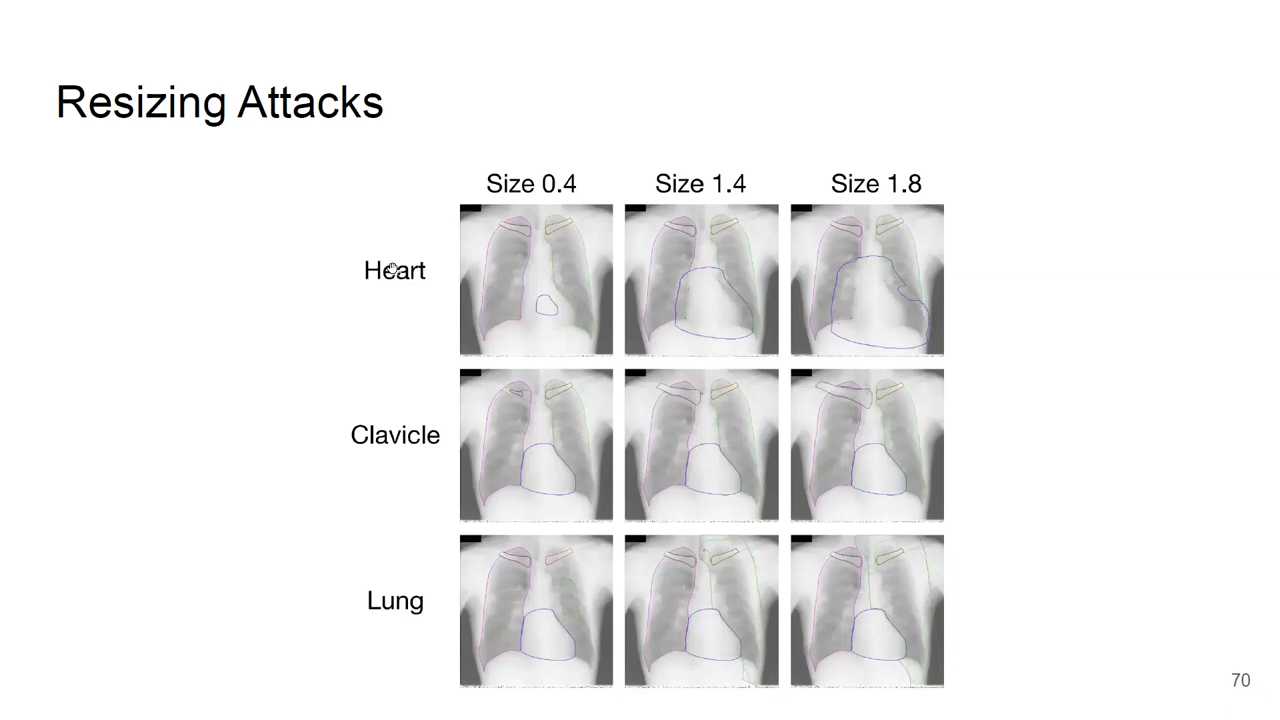 Resizing Attacks
Size 0.4 Size 1.4 Size 1.8
Heart
Clavicle
Lung
70